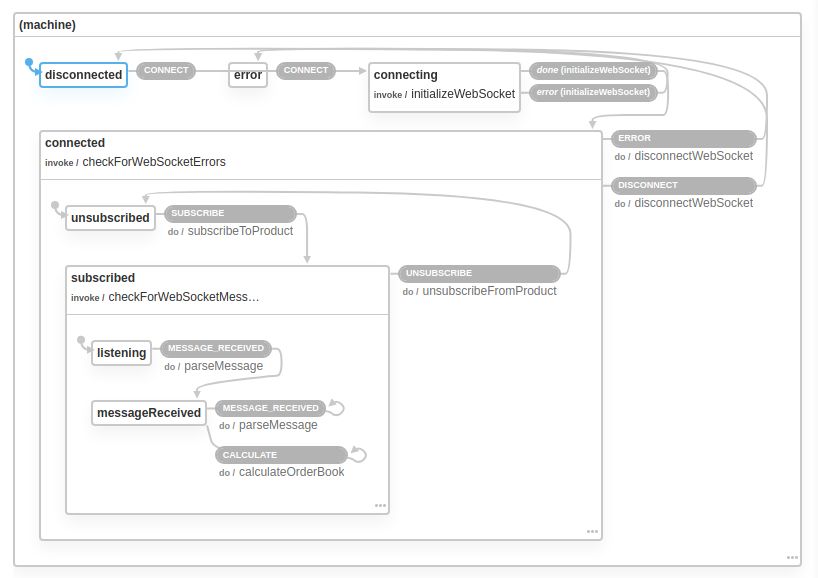 (machine)
disconnected
CONNECT
error
CONNECT
connecting
invoke / initializeWebSocket
done (initializeWebSocket)
error (initializeWebSocket)
connected
invoke / checkForWebSocketErrors
ERROR
do / disconnectWebSocket
DISCONNECT
do / disconnectWebSocket
unsubscribed
SUBSCRIBE
do / subscribeToProduct
subscribed
invoke / checkForWebSocketMess…
UNSUBSCRIBE
do / unsubscribeFromProduct
listening
MESSAGE_RECEIVED
do / parseMessage
messageReceived
MESSAGE_RECEIVED
do / parseMessage
CALCULATE
do / calculateOrderBook